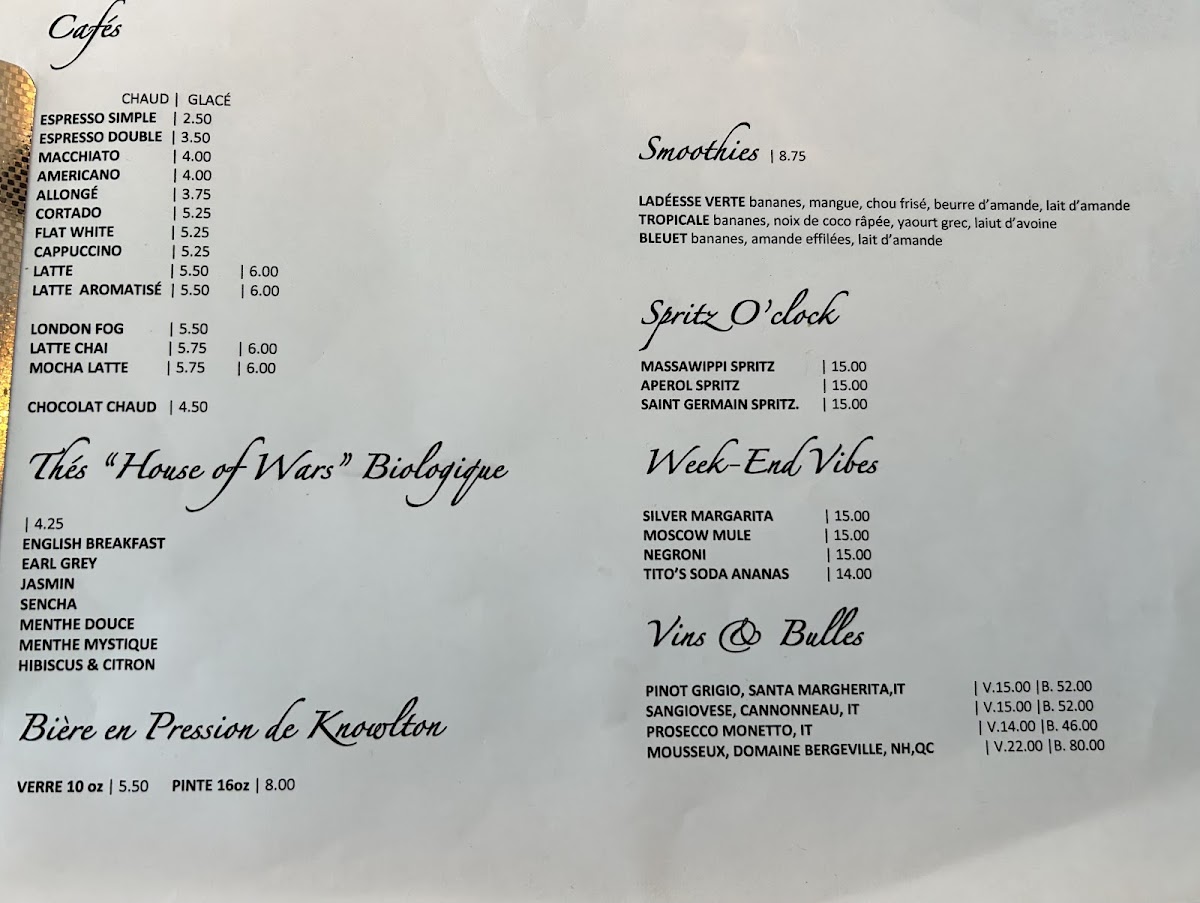 Cafés
CHAUD | GLACÉ
ESPRESSO SIMPLE | 2.50
ESPRESSO DOUBLE | 3.50
MACCHIATO | 4.00
AMERICANO | 4.00
ALLONGÉ | 3.75
CORTADO | 5.25
FLAT WHITE | 5.25
CAPPUCCINO | 5.25
LATTE | 5.50 | 6.00
LATTE AROMATISÉ | 5.50 | 6.00
LONDON FOG | 5.50
LATTE CHAI | 5.75 | 6.00
MOCHA LATTE | 5.75 | 6.00
CHOCOLAT CHAUD | 4.50
Thés “House of Wars” Biologique
| 4.25
ENGLISH BREAKFAST
EARL GREY
JASMIN
SENCHA
MENTHE DOUCE
MENTHE MYSTIQUE
HIBISCUS & CITRON
Bière en Pression de Knowlton
VERRE 10 oz | 5.50 PINTE 16oz | 8.00
Smoothies | 8.75
LADÉESSE VERTE bananes, mangue, chou frisé, beurre d’amande, lait d’amande
TROPICALE bananes, noix de coco râpée, yaourt grec, laiut d’avoine
BLEUET bananes, amande effilées, lait d’amande
Spritz O’clock
MASSAWIPPI SPRITZ | 15.00
APEROL SPRITZ | 15.00
SAINT GERMAIN SPRITZ. | 15.00
Week-End Vibes
SILVER MARGARITA | 15.00
MOSCOW MULE | 15.00
NEGRONI | 15.00
TITO’S SODA ANANAS | 14.00
Vins & Bulles
PINOT GRIGIO, SANTA MARGHERITA,IT | V.15.00 |B. 52.00
SANGIOVESE, CANNONNEAU, IT | V.15.00 |B. 52.00
PROSECCO MONETTO, IT | V.14.00 |B. 46.00
MOUSSEUX, DOMAINE BERGEVILLE, NH,QC | V.22.00 |B. 80.00